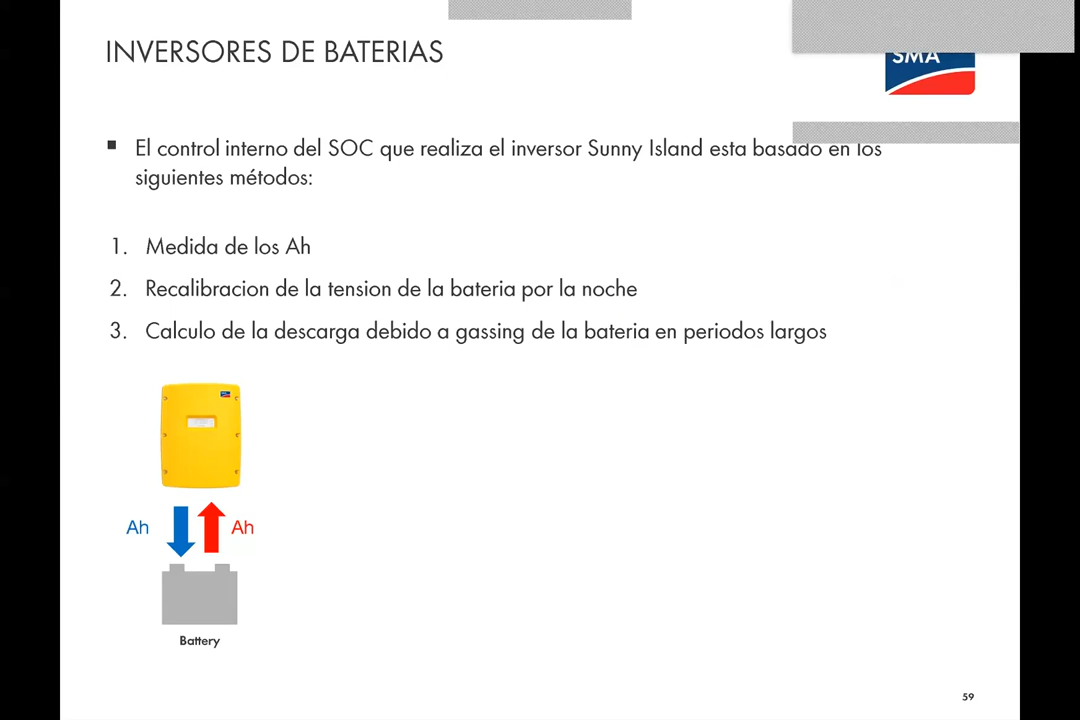 INVERSORES DE BATERIAS
SMA
El control interno del SOC que realiza el inversor Sunny Island esta basado en los
siguientes métodos:
1. Medida de los Ah
2. Recalibracion de la tension de la bateria por la noche
3. Calculo de la descarga debido a gassing de la bateria en periodos largos
Ah
Ah
Battery
59